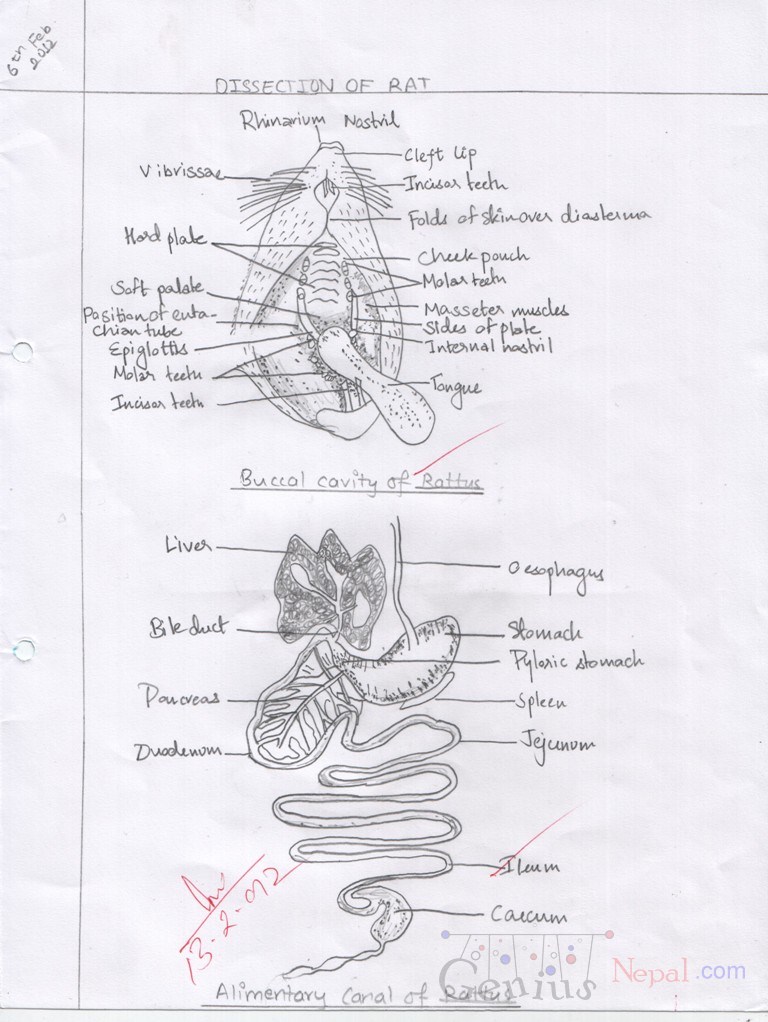 6th Feb
2012
DISSECTION OF RAT
Rhinarium Nostril
Cleft lip
Vibrissae
Incisor teeth
Folds of skin over diasterma
Hard plate
Cheek pouch
Molar teeth
Soft palate
Masseter muscles
Position of eusta-
chian tube
Sides of plate
Epiglottis
Internal nostril
Molar teeth
Tongue
Incisor teeth
Buccal cavity of Rattus
Liver
Oesophagus
Bile duct
Stomach
Pyloric stomach
Pancreas
Spleen
Duodenum
Jejunum
Ileum
13-2-012
Caecum
Genius Nepal.com
Alimentary Canal of Rattus